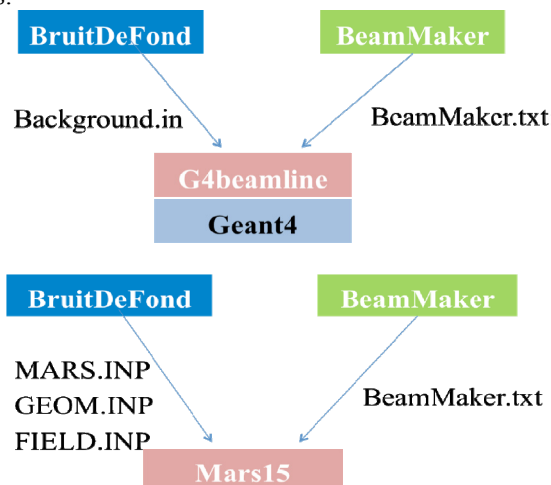 s.
BruitDeFond BeamMaker
Background.in BeamMaker.txt
G4beamline
Geant4
BruitDeFond BeamMaker
MARS.INP
GEOM.INP
BeamMaker.txt
FIELD.INP
Mars15